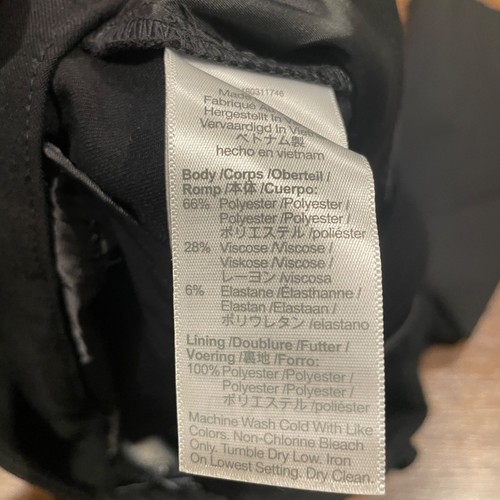 480311746
Made
Fabriqué A
Hergestellt in Vi
Vervaardigd In Viet
ベトナム製
hecho en vietnam
Body /Corps /Oberteil /
Romp /本体 /Cuerpo:
66% Polyester /Polyester /
Polyester /Polyester /
ポリエステル /poliéster
28% Viscose /Viscose /
Viskose /Viscose /
レーヨン /viscosa
6% Elastane /Élasthanne /
Elastan /Elastaan /
ポリウレタン /elastano
Lining /Doublure /Futter /
Voering /裏地 /Forro:
100% Polyester /Polyester /
Polyester /Polyester /
ポリエステル /poliéster
Machine Wash Cold With Like
Colors. Non-Chlorine Bleach
Only. Tumble Dry Low. Iron
On Lowest Setting. Dry Clean.